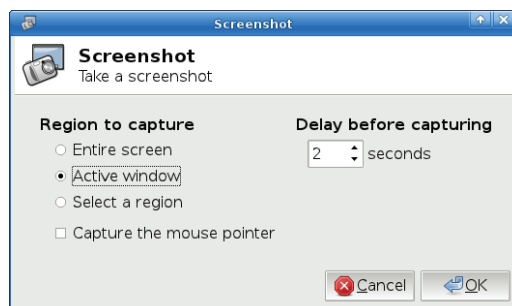 Screenshot
Screenshot
Take a screenshot
Region to capture
Entire screen
Active window
Select a region
Capture the mouse pointer
Delay before capturing
2 seconds
Cancel
OK